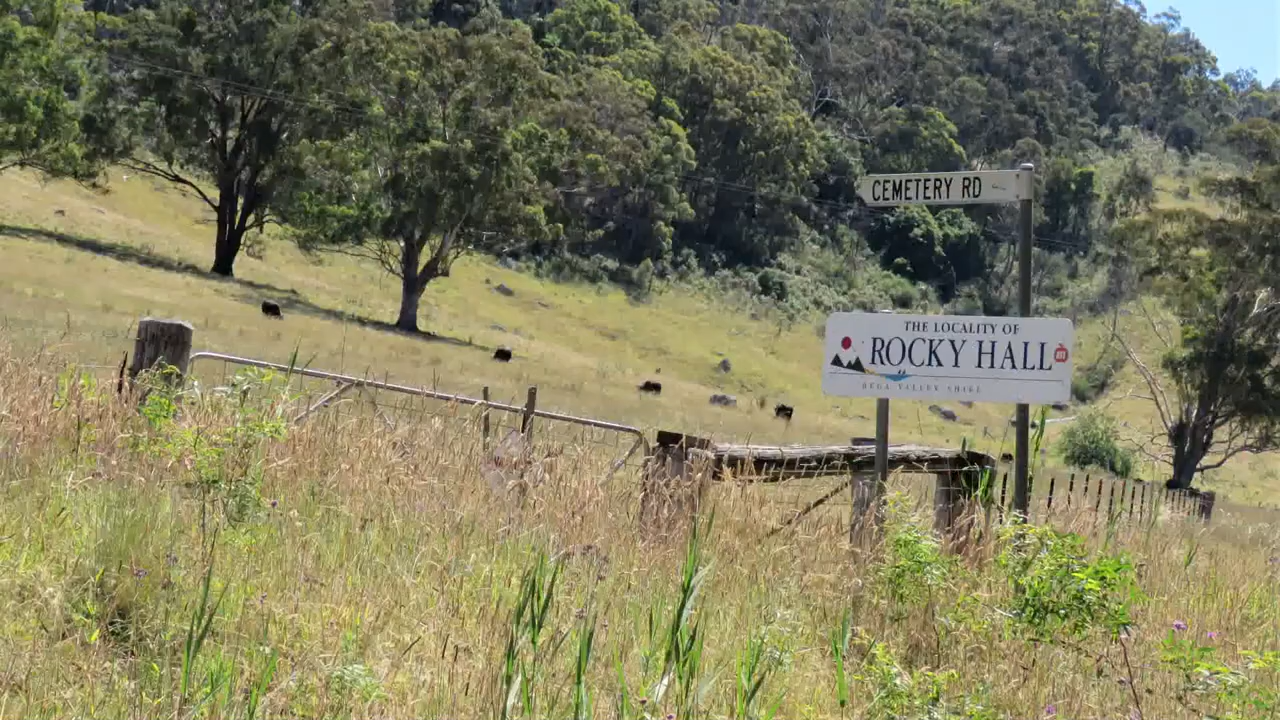 CEMETERY RD
THE LOCALITY OF
ROCKY HALL
BEGA VALLEY SHIRE